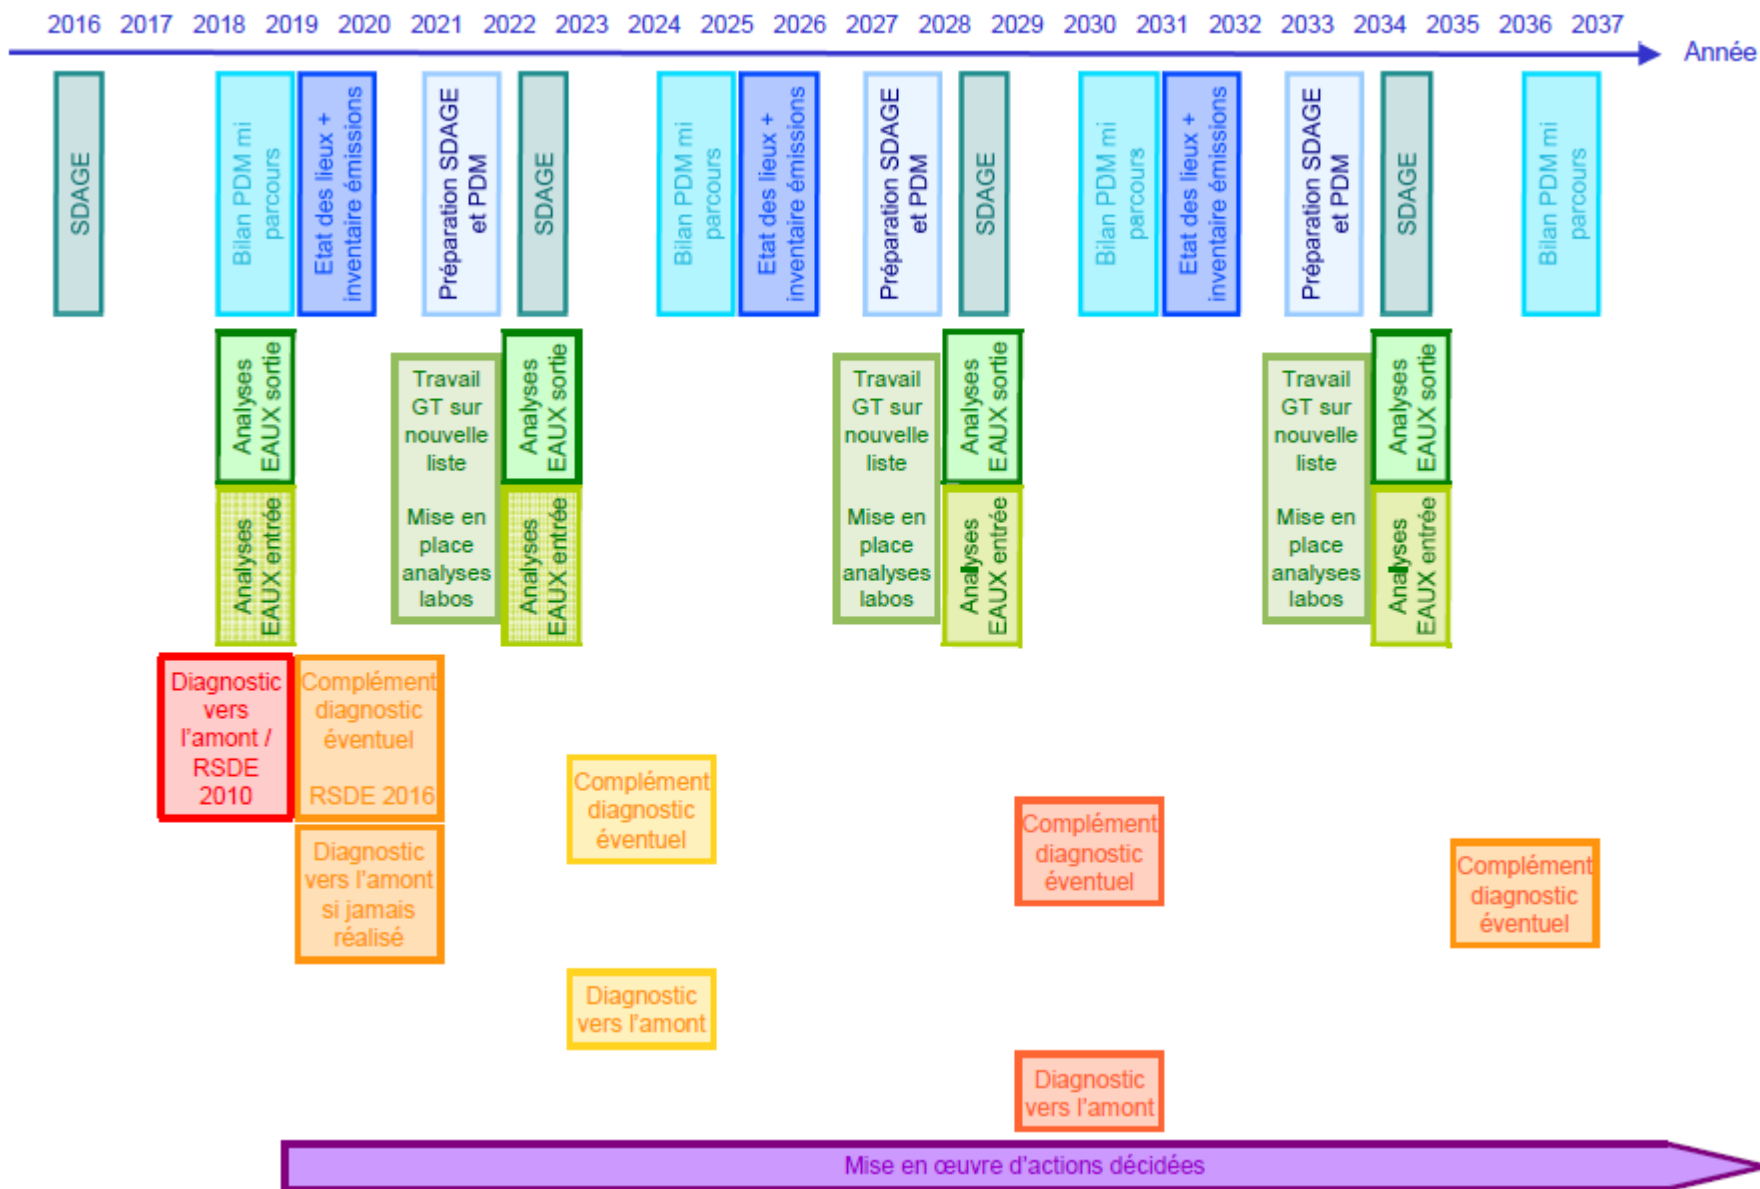 2016 2017 2018 2019 2020 2021 2022 2023 2024 2025 2026 2027 2028 2029 2030 2031 2032 2033 2034 2035 2036 2037
Année
SDAGE
Bilan PDM mi
parcours
Etat des lieux +
inventaire émissions
Préparation SDAGE
et PDM
SDAGE
Bilan PDM mi
parcours
Etat des lieux +
inventaire émissions
Préparation SDAGE
et PDM
SDAGE
Bilan PDM mi
parcours
Etat des lieux +
inventaire émissions
Préparation SDAGE
et PDM
SDAGE
Bilan PDM mi
parcours
Analyses
EAUX sortie
Analyses
EAUX entrée
Travail
GT sur
nouvelle
liste
Mise en
place
analyses
labos
Analyses
EAUX sortie
Analyses
EAUX entrée
Travail
GT sur
nouvelle
liste
Mise en
place
analyses
labos
Analyses
EAUX sortie
Analyses
EAUX entrée
Travail
GT sur
nouvelle
liste
Mise en
place
analyses
labos
Analyses
EAUX sortie
Analyses
EAUX entrée
Diagnostic
vers
l'amont /
RSDE
2010
Complément
diagnostic
éventuel
RSDE 2016
Diagnostic
vers l'amont
si jamais
réalisé
Complément
diagnostic
éventuel
Diagnostic
vers l'amont
Complément
diagnostic
éventuel
Diagnostic
vers l'amont
Complément
diagnostic
éventuel
Mise en œuvre d'actions décidées